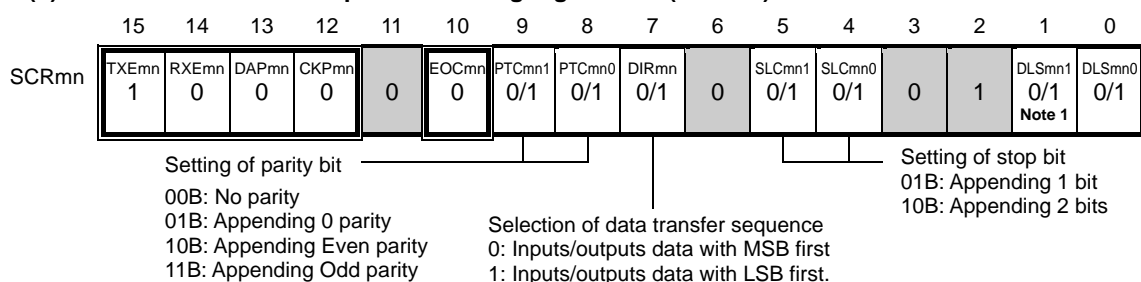 15 14 13 12 11 10 9 8 7 6 5 4 3 2 1 0
SCRmn
TXEmn RXEmn DAPmn CKPmn EOCmn PTCmn1 PTCmn0 DIRmn SLCmn1 SLCmn0 DLSmn1 DLSmn0
1 0 0 0 0 0 0/1 0/1 0/1 0 0/1 0/1 0 1 0/1 0/1
Note 1
Setting of parity bit
00B: No parity
01B: Appending 0 parity
10B: Appending Even parity
11B: Appending Odd parity
Selection of data transfer sequence
0: Inputs/outputs data with MSB first
1: Inputs/outputs data with LSB first.
Setting of stop bit
01B: Appending 1 bit
10B: Appending 2 bits